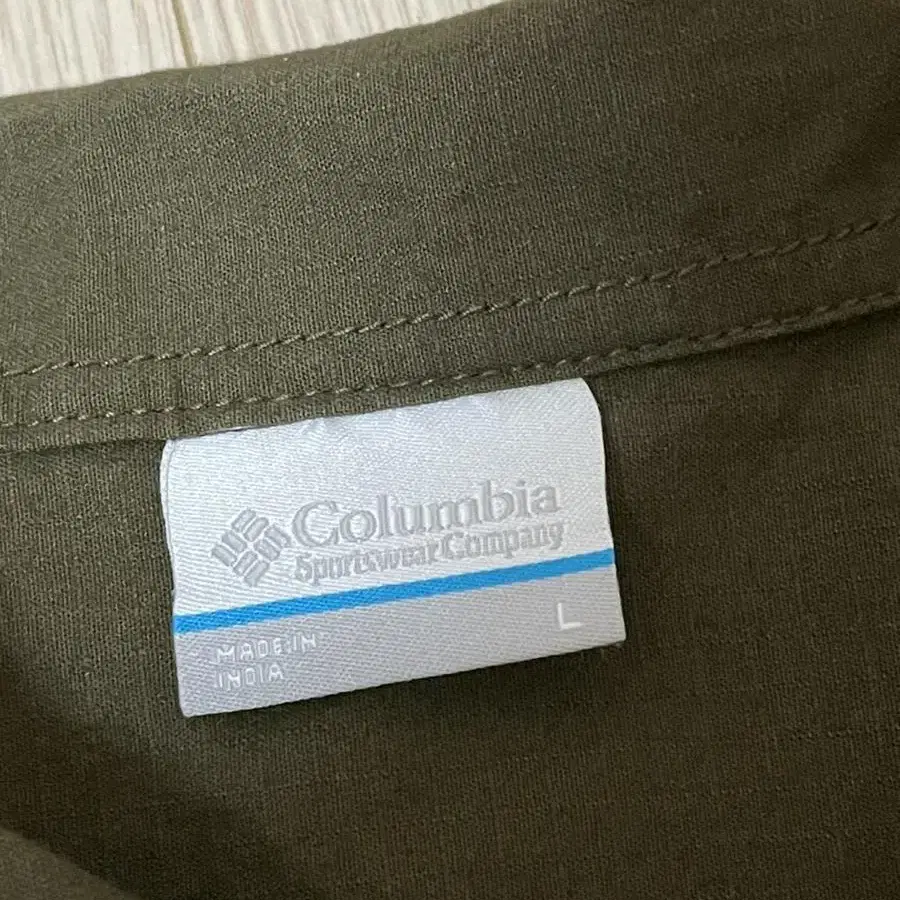 Columbia
Sportswear Company
L
MADE IN
INDIA